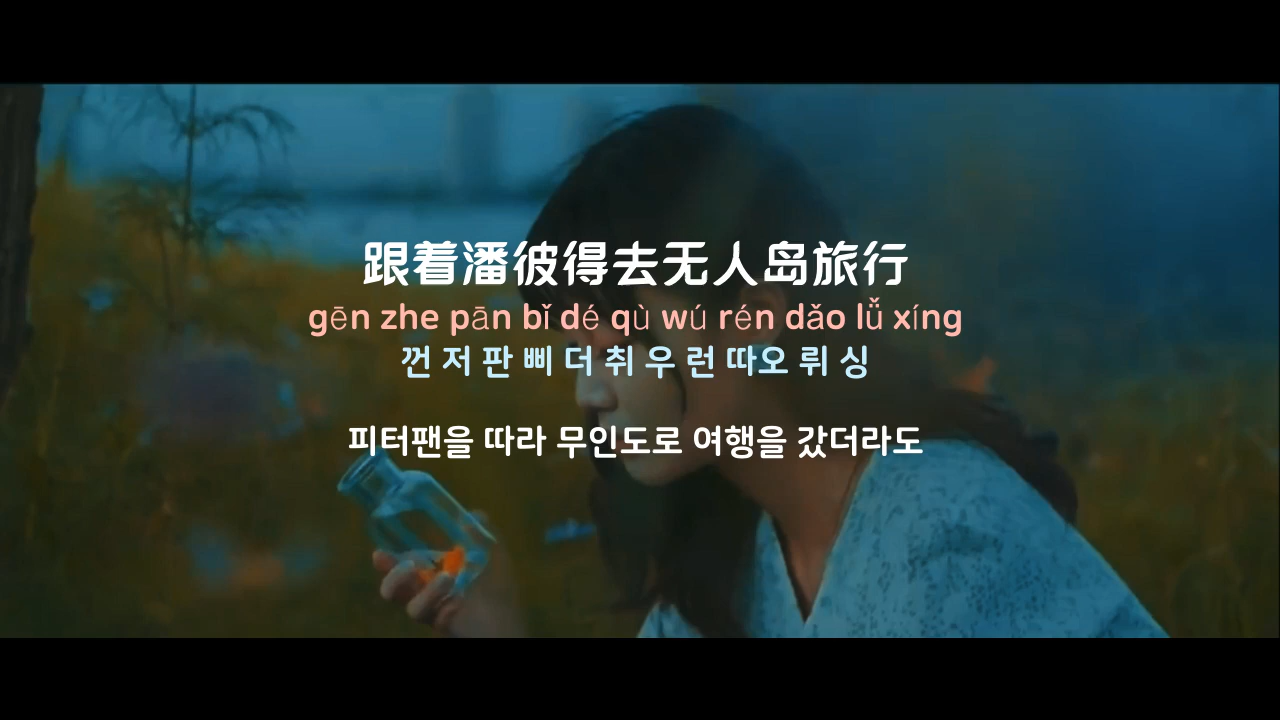 跟着潘彼得去无人岛旅行
gēn zhe pān bǐ dé qù wú rén dǎo lǚ xíng
껀 저 판 삐 더 취 우 런 따오 뤼 싱
피터팬을 따라 무인도로 여행을 갔더라도